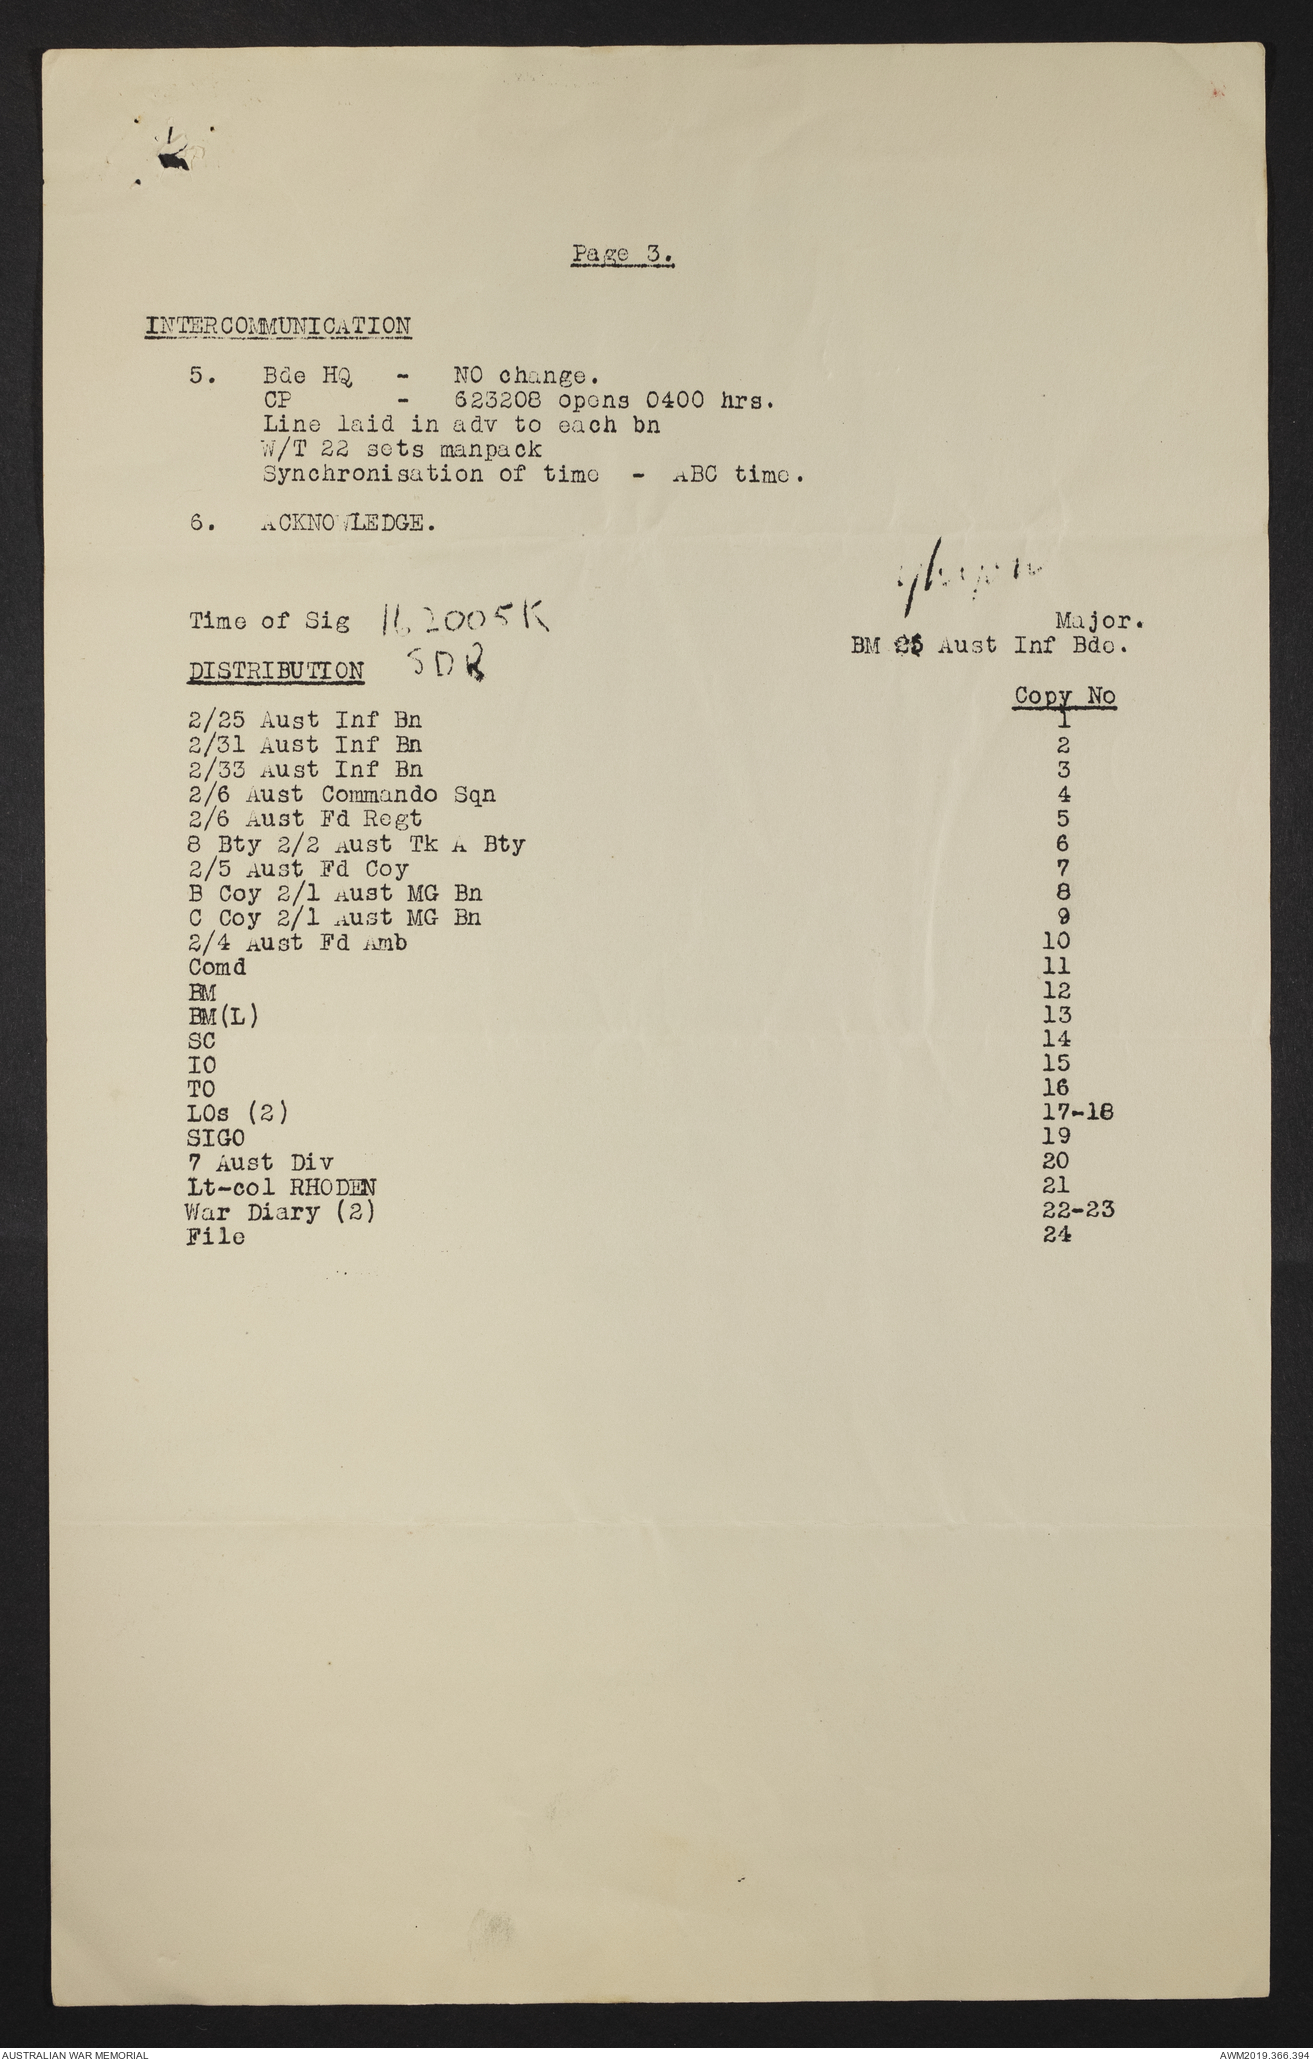 Page 3.
INTERCOMMUNICATION
5. Bde HQ - NO change.
CP - 623208 opens 0400 hrs.
Line laid in adv to each bn
W/T 22 sets manpack
Synchronisation of time - ABC time.
6. ACKNOWLEDGE.
Time of Sig 162005K
Major.
BM 25 Aust Inf Bde.
SDR
DISTRIBUTION
Copy No
2/25 Aust Inf Bn 1
2/31 Aust Inf Bn 2
2/33 Aust Inf Bn 3
2/6 Aust Commando Sqn 4
2/6 Aust Fd Regt 5
8 Bty 2/2 Aust Tk A Bty 6
2/5 Aust Fd Coy 7
B Coy 2/1 Aust MG Bn 8
C Coy 2/1 Aust MG Bn 9
2/4 Aust Fd Amb 10
Comd 11
BM 12
BM(L) 13
SC 14
IO 15
TO 16
LOs (2) 17-18
SIGO 19
7 Aust Div 20
Lt-col RHODEN 21
War Diary (2) 22-23
File 24
AUSTRALIAN WAR MEMORIAL
AWM2019.366.394